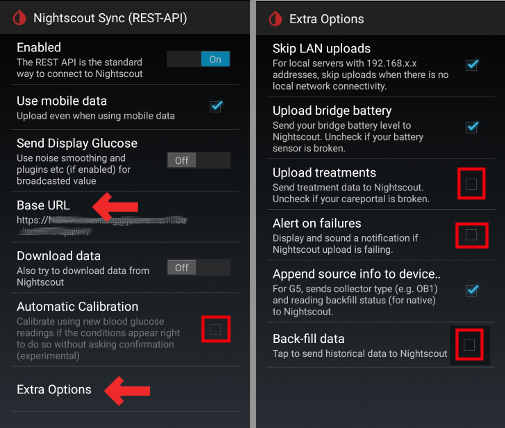 Nightscout Sync (REST-API)
Enabled
The REST API is the standard
way to connect to Nightscout
On
Use mobile data
Upload even when using mobile data
Send Display Glucose
Use noise smoothing and
plugins etc (if enabled) for
broadcasted value
Off
Base URL
https://
Download data
Also try to download data from
Nightscout
Off
Automatic Calibration
Calibrate using new blood glucose
readings if the conditions appear right
to do so without asking confirmation
(experimental)
Extra Options
Extra Options
Skip LAN uploads
For local servers with 192.168.x.x
addresses, skip uploads when there is no
local network connectivity.
Upload bridge battery
Send your bridge battery level to
Nightscout. Uncheck if your battery
sensor is broken.
Upload treatments
Send treatment data to Nightscout.
Uncheck if your careportal is broken.
Alert on failures
Display and sound a notification if
Nightscout upload is failing.
Append source info to device..
For G5, sends collector type (e.g. OB1)
and reading backfill status (for native)
to Nightscout.
Back-fill data
Tap to send historical data to Nightscout